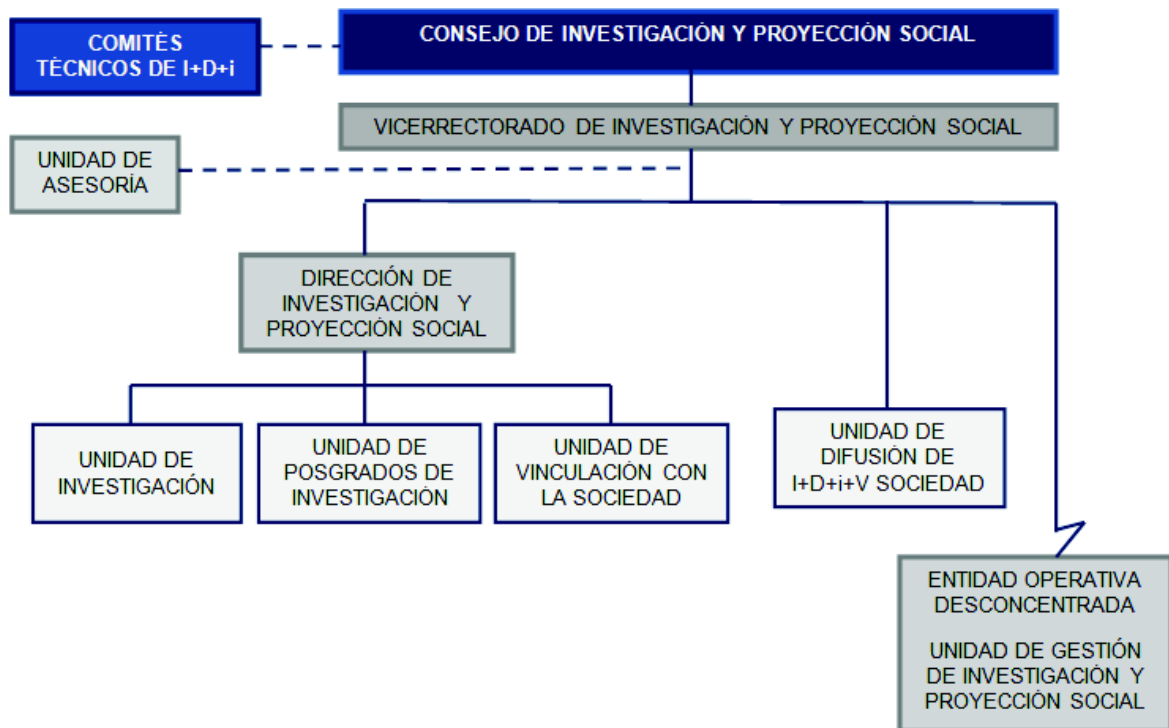 COMITÉS
TÉCNICOS DE I+D+i
CONSEJO DE INVESTIGACIÓN Y PROYECCIÓN SOCIAL
VICERRECTORADO DE INVESTIGACIÓN Y PROYECCIÓN SOCIAL
UNIDAD DE
ASESORÍA
DIRECCIÓN DE
INVESTIGACIÓN Y
PROYECCIÓN SOCIAL
UNIDAD DE
INVESTIGACIÓN
UNIDAD DE
POSGRADOS DE
INVESTIGACIÓN
UNIDAD DE
VINCULACIÓN CON
LA SOCIEDAD
UNIDAD DE
DIFUSIÓN DE
I+D+i+V SOCIEDAD
ENTIDAD OPERATIVA
DESCONCENTRADA
UNIDAD DE GESTIÓN
DE INVESTIGACIÓN Y
PROYECCIÓN SOCIAL